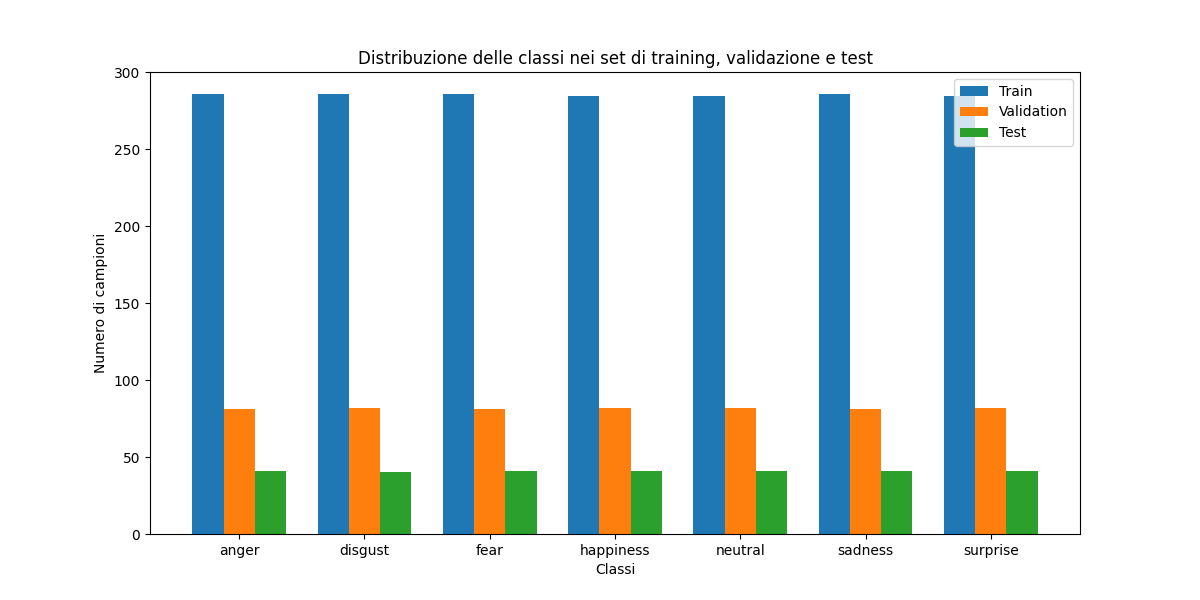 Distribuzione delle classi nei set di training, validazione e test
Numero di campioni
300
250
200
150
100
50
0
Train
Validation
Test
anger disgust fear happiness neutral sadness surprise
Classi